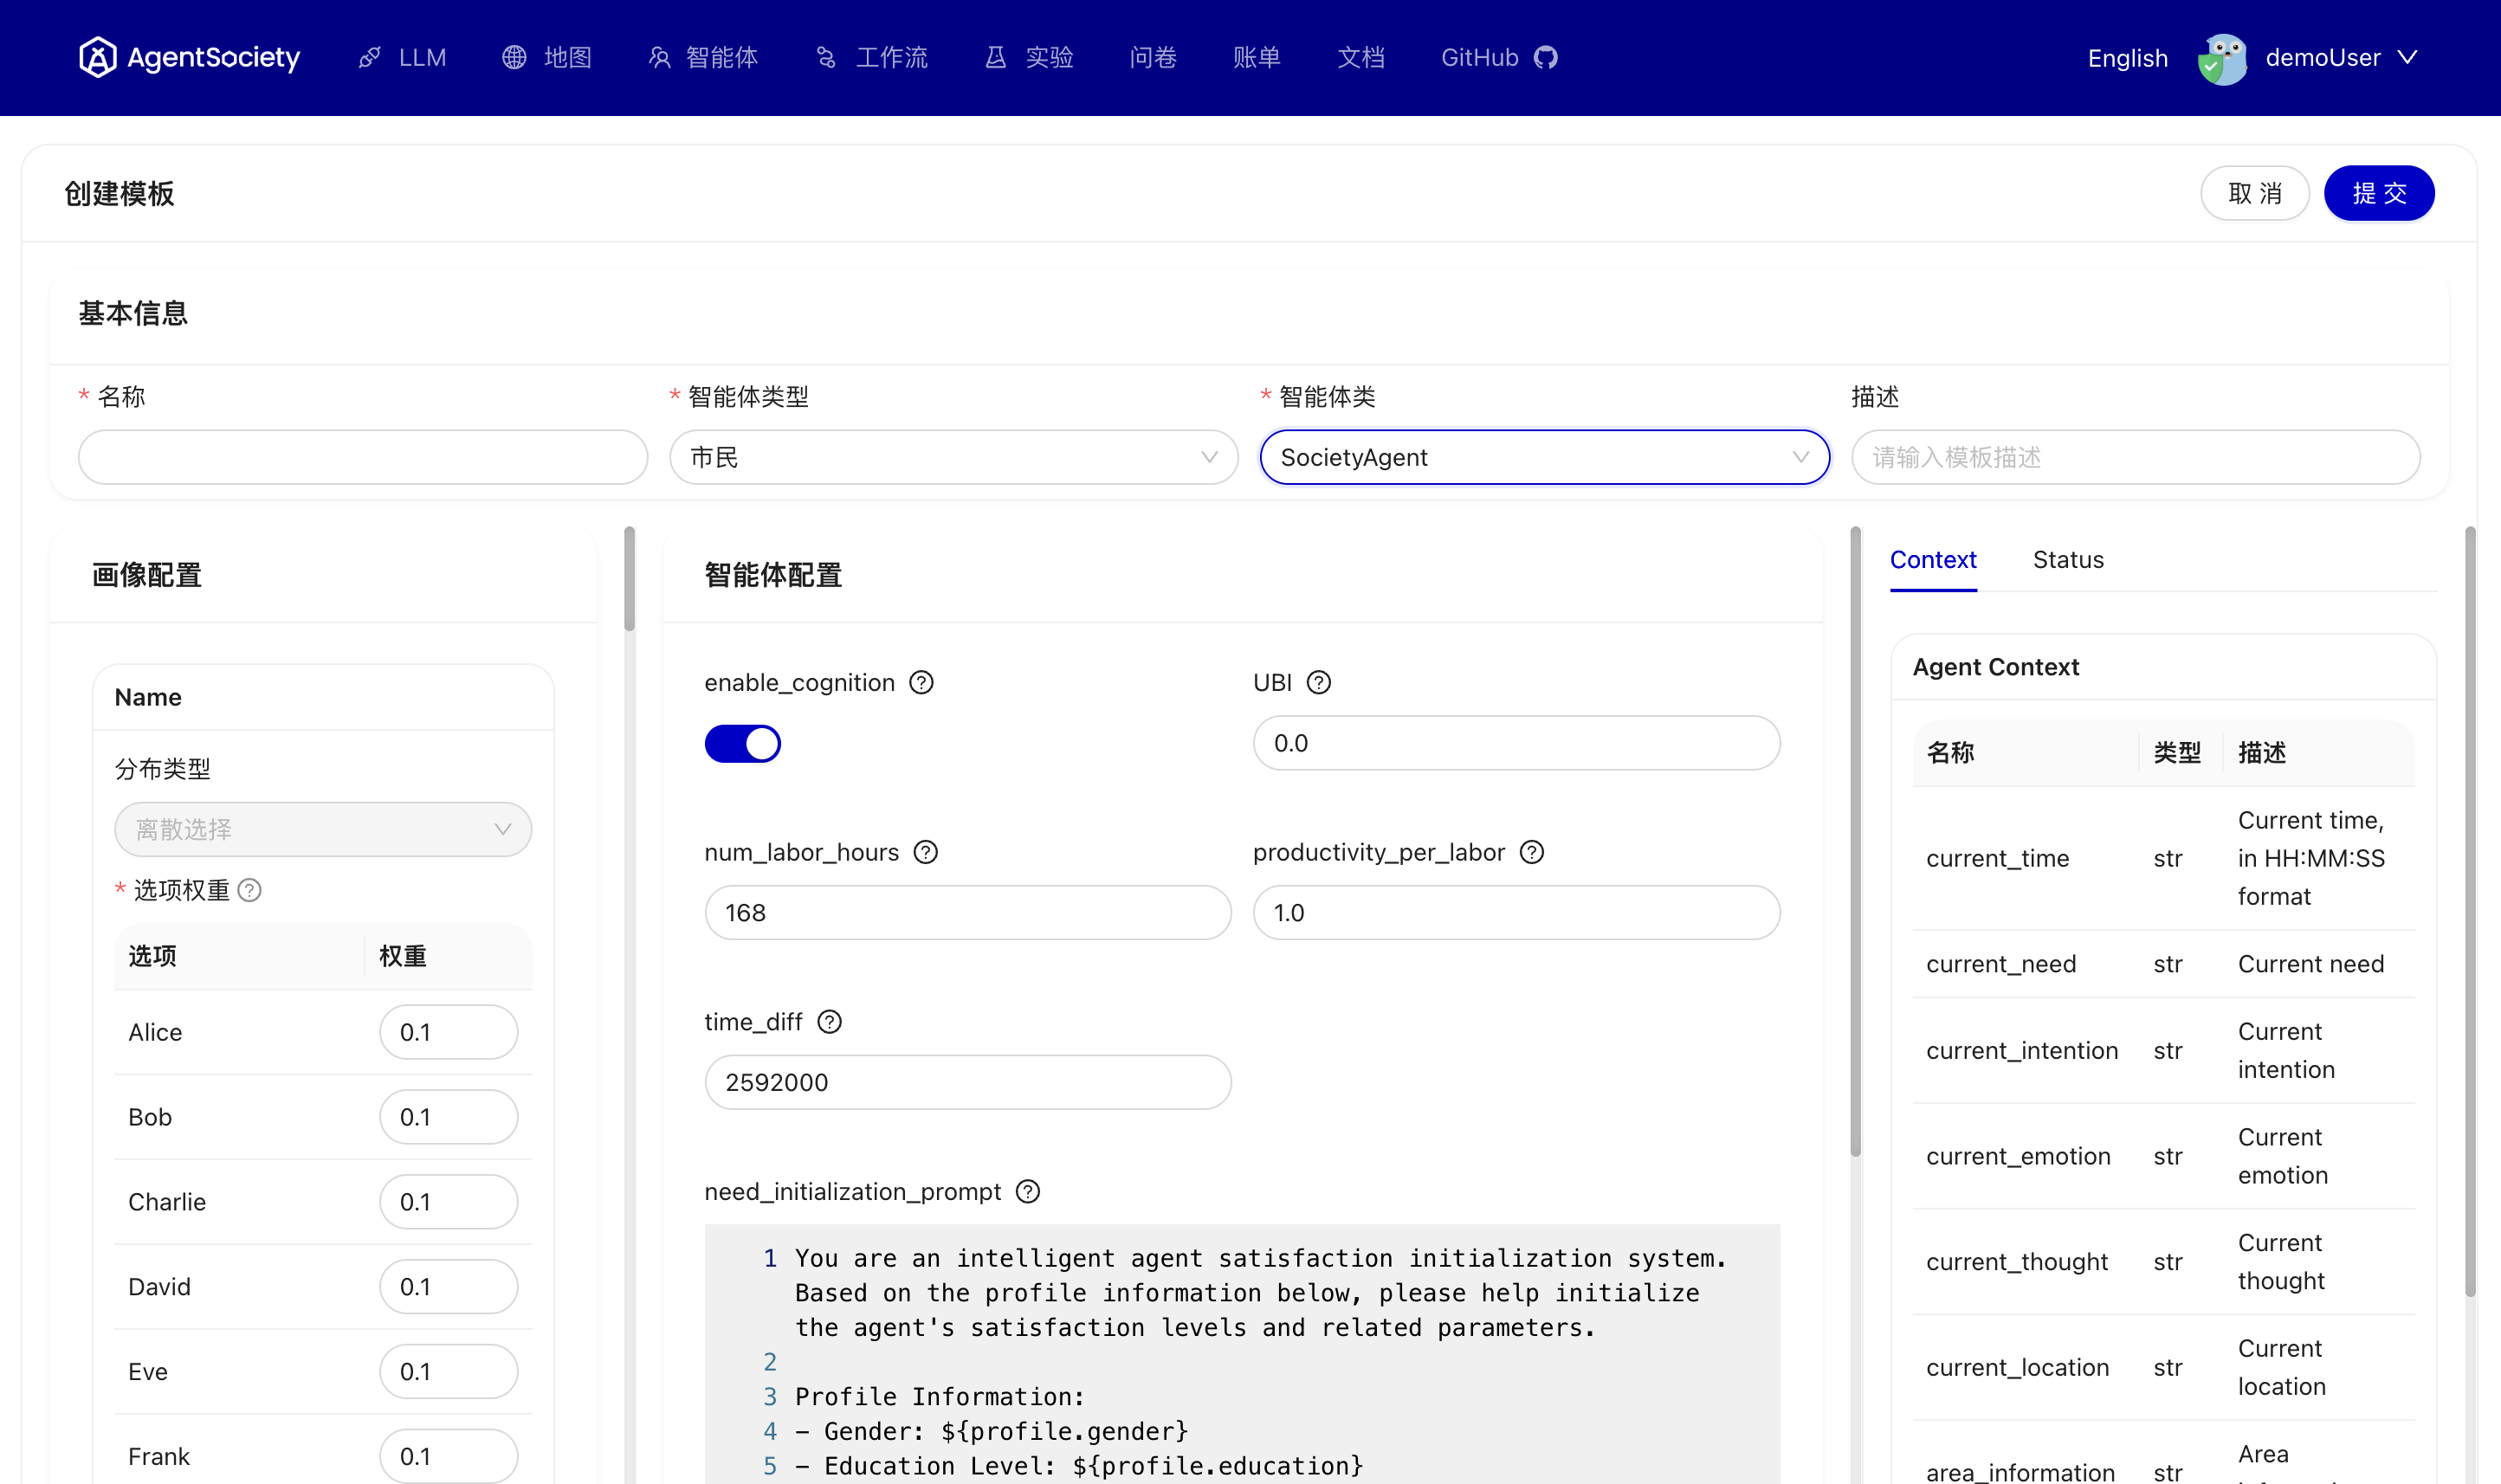 AgentSociety LLM 地图 智能体 工作流 实验 问卷 账单 文档 GitHub English demoUser
创建模板
取 消 提 交
基本信息
* 名称
* 智能体类型
* 智能体类
描述
市民
SocietyAgent
请输入模板描述
画像配置
Name
分布类型
离散选择
* 选项权重
选项 权重
Alice 0.1
Bob 0.1
Charlie 0.1
David 0.1
Eve 0.1
Frank 0.1
智能体配置
enable_cognition
UBI
0.0
num_labor_hours
productivity_per_labor
168
1.0
time_diff
2592000
need_initialization_prompt
1 You are an intelligent agent satisfaction initialization system.
Based on the profile information below, please help initialize
the agent's satisfaction levels and related parameters.
2
3 Profile Information:
4 - Gender: ${profile.gender}
5 - Education Level: ${profile.education}
Context Status
Agent Context
名称 类型 描述
current_time str Current time,
in HH:MM:SS
format
current_need str Current need
current_intention str Current
intention
current_emotion str Current
emotion
current_thought str Current
thought
current_location str Current
location
area_information str Area